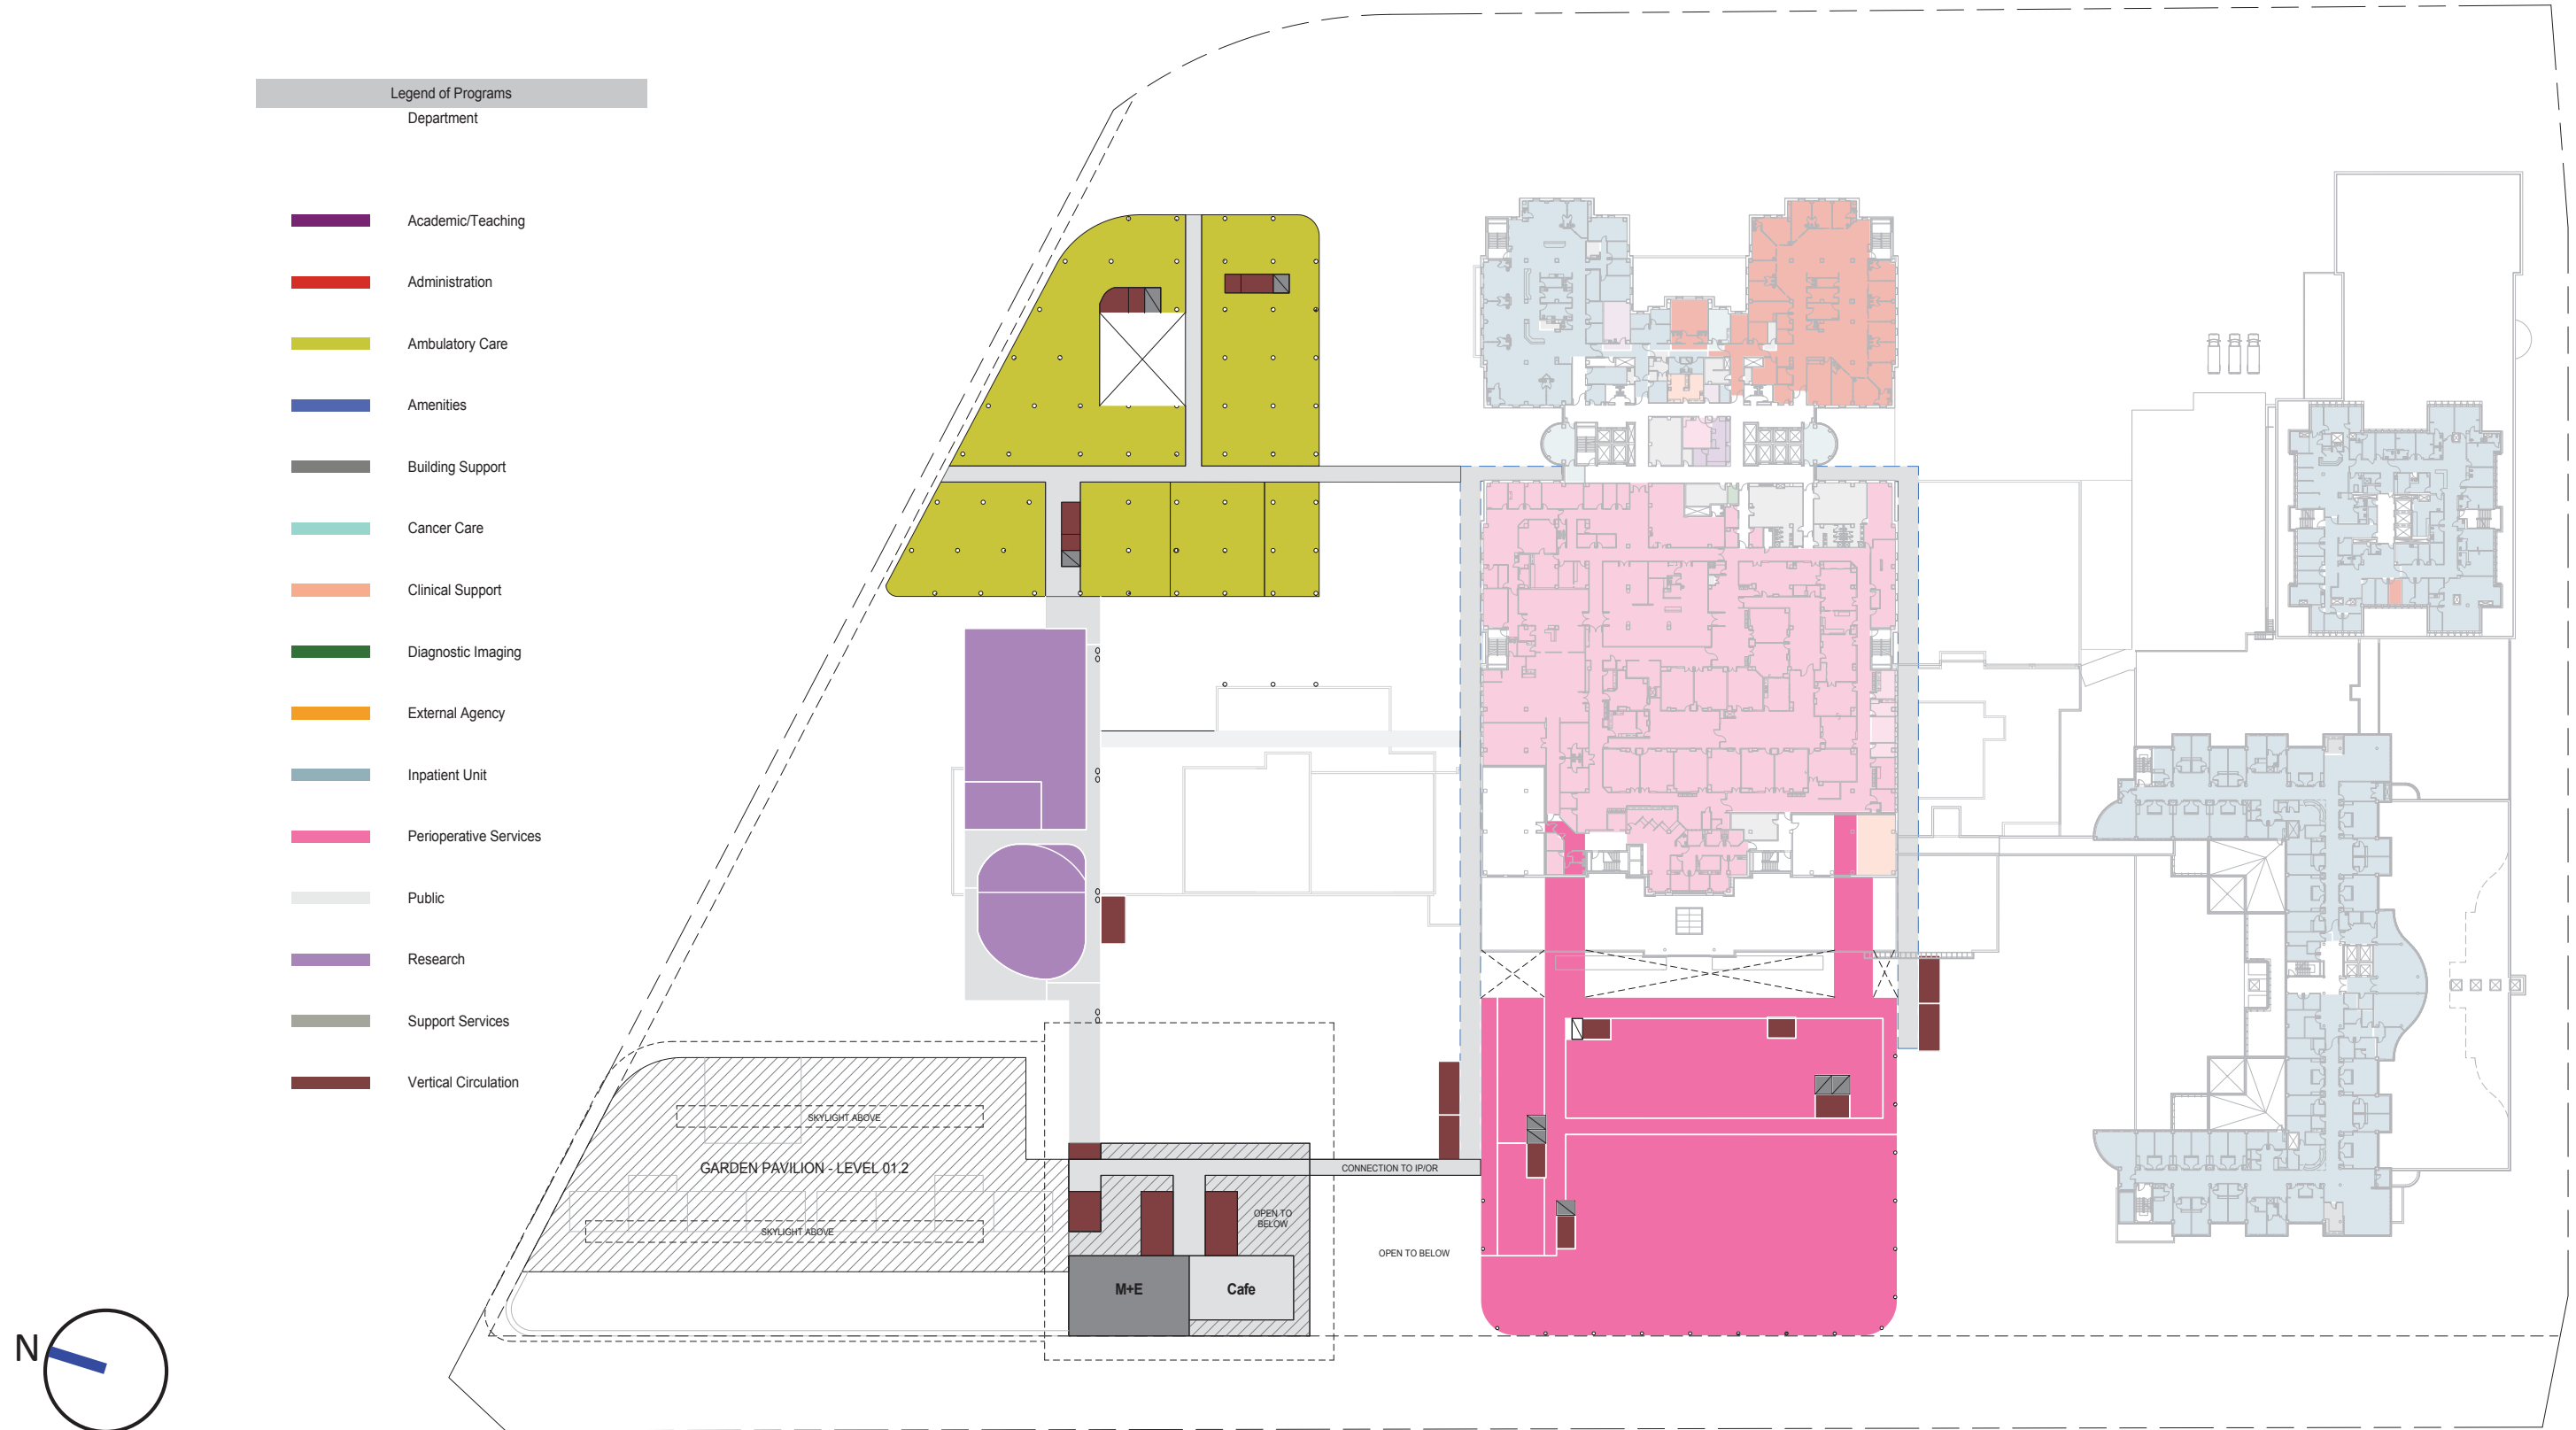 Legend of Programs
Department
Academic/Teaching
Administration
Ambulatory Care
Amenities
Building Support
Cancer Care
Clinical Support
Diagnostic Imaging
External Agency
Inpatient Unit
Perioperative Services
Public
Research
Support Services
Vertical Circulation
SKYLIGHT ABOVE
GARDEN PAVILION - LEVEL 01.2
SKYLIGHT ABOVE
CONNECTION TO IP/OR
OPEN TO
BELOW
OPEN TO BELOW
M+E
Cafe
N